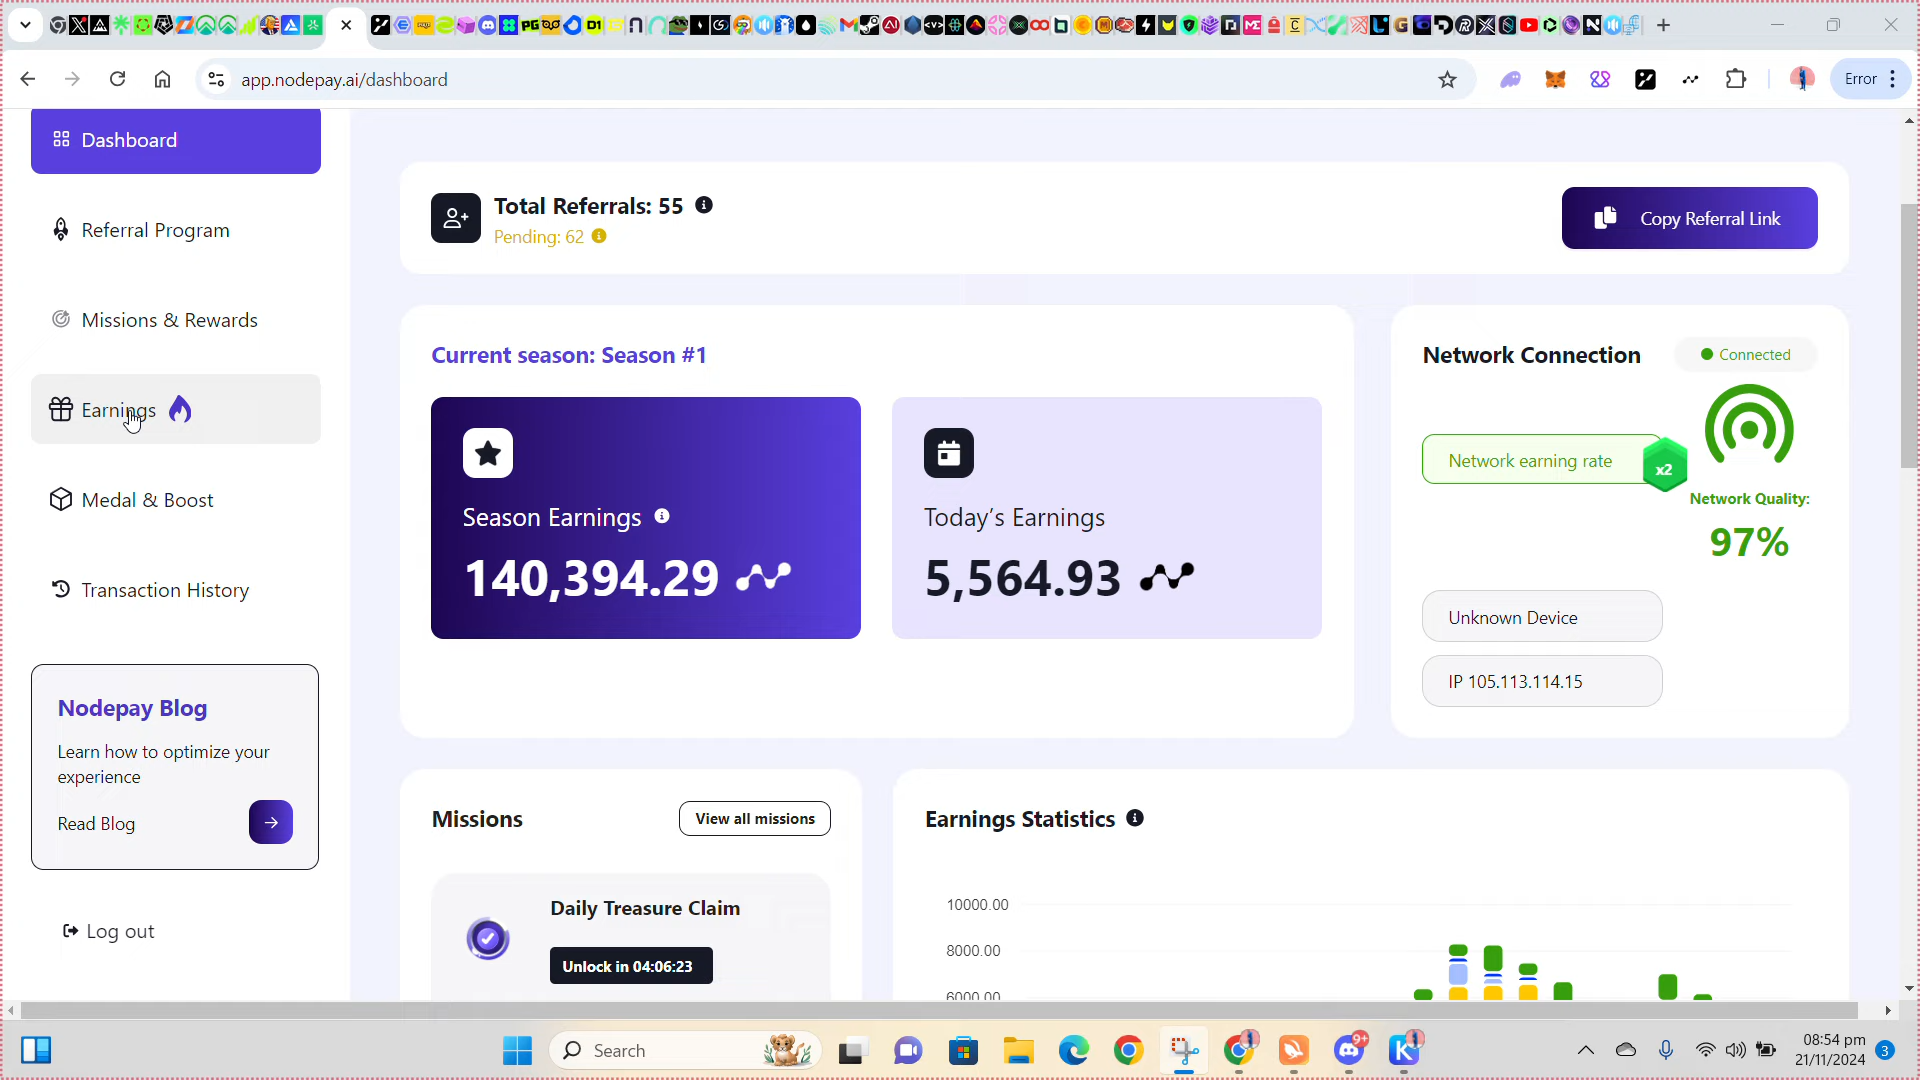 app.nodepay.ai/dashboard
Error
Dashboard
Referral Program
Missions & Rewards
Earnings
Medal & Boost
Transaction History
Nodepay Blog
Learn how to optimize your
experience
Read Blog
Log out
Total Referrals: 55
Pending: 62
Copy Referral Link
Current season: Season #1
Season Earnings
140,394.29
Today's Earnings
5,564.93
Network Connection
Connected
Network earning rate
x2
Network Quality:
97%
Unknown Device
IP 105.113.114.15
Missions
View all missions
Daily Treasure Claim
Unlock in 04:06:23
Earnings Statistics
10000.00
8000.00
6000.00
Search
9+
08:54 pm
21/11/2024
3